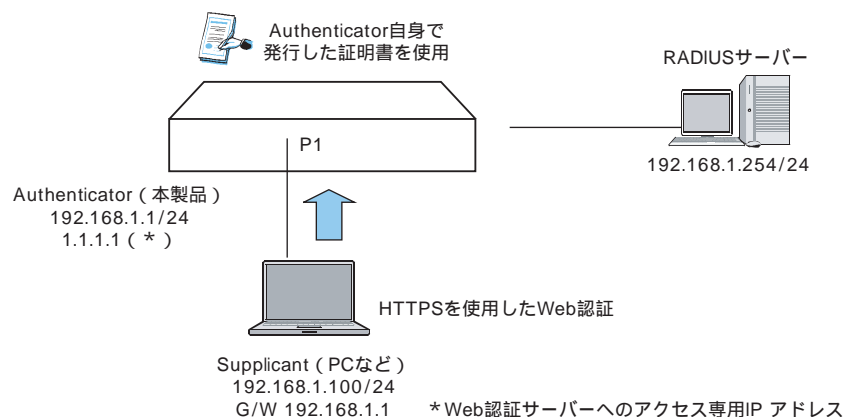 Authenticator自身で
発行した証明書を使用
RADIUSサーバー
P1
192.168.1.254/24
Authenticator(本製品)
192.168.1.1/24
1.1.1.1(*)
HTTPSを使用したWeb認証
Supplicant(PCなど)
192.168.1.100/24
G/W 192.168.1.1
*Web認証サーバーへのアクセス専用IP アドレス